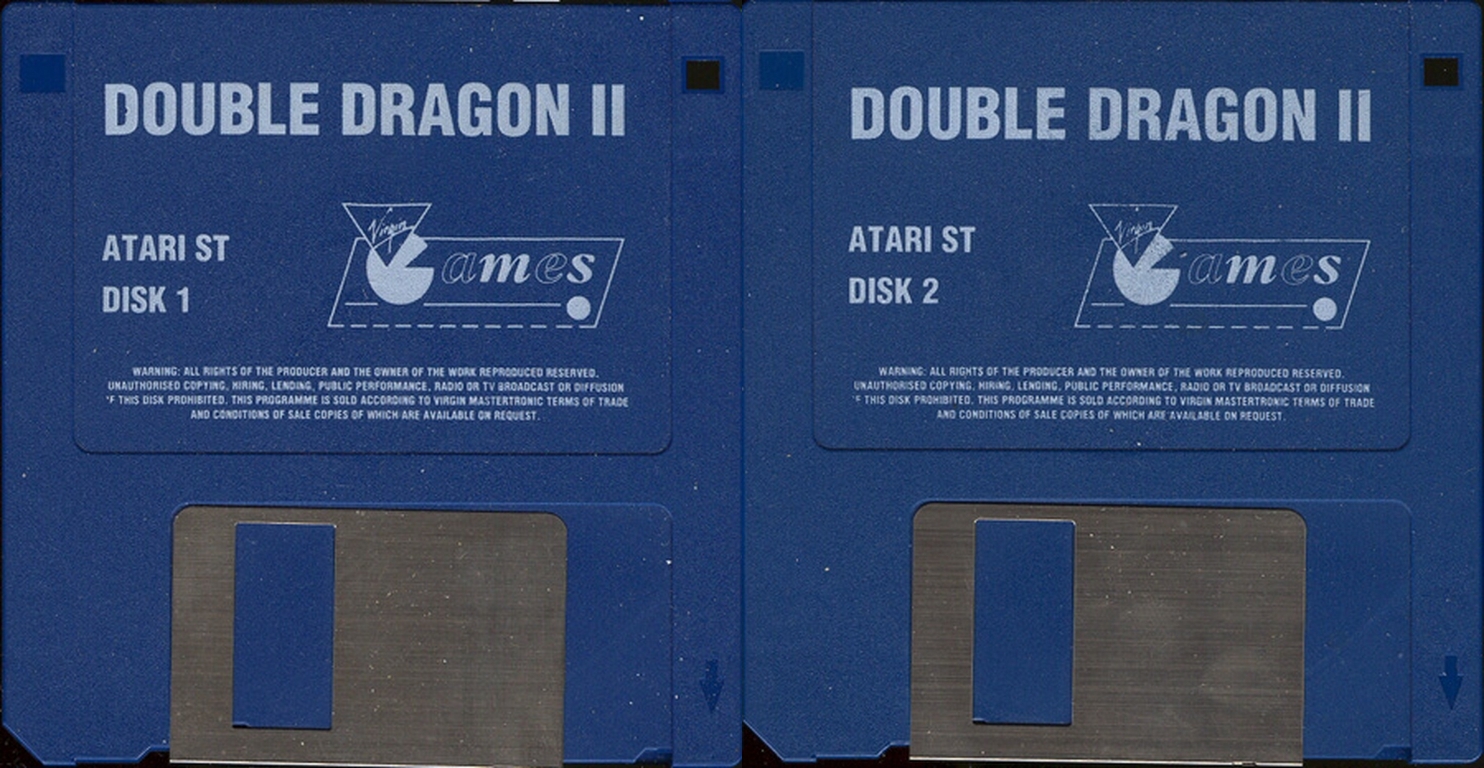 DOUBLE DRAGON II
ATARI ST
DISK 1
Virgin
Games
WARNING: ALL RIGHTS OF THE PRODUCER AND THE OWNER OF THE WORK REPRODUCED RESERVED.
UNAUTHORISED COPYING, HIRING, LENDING, PUBLIC PERFORMANCE, RADIO OR TV BROADCAST OR DIFFUSION
'F THIS DISK PROHIBITED. THIS PROGRAMME IS SOLD ACCORDING TO VIRGIN MASTERTRONIC TERMS OF TRADE
AND CONDITIONS OF SALE COPIES OF WHICH ARE AVAILABLE ON REQUEST.
DOUBLE DRAGON II
ATARI ST
DISK 2
Virgin
Games
WARNING: ALL RIGHTS OF THE PRODUCER AND THE OWNER OF THE WORK REPRODUCED RESERVED.
UNAUTHORISED COPYING, HIRING, LENDING, PUBLIC PERFORMANCE, RADIO OR TV BROADCAST OR DIFFUSION
'F THIS DISK PROHIBITED. THIS PROGRAMME IS SOLD ACCORDING TO VIRGIN MASTERTRONIC TERMS OF TRADE
AND CONDITIONS OF SALE COPIES OF WHICH ARE AVAILABLE ON REQUEST.